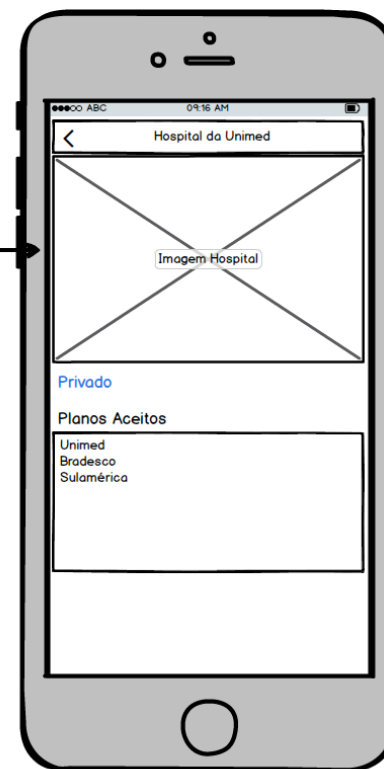 ABC 09:16 AM
Hospital da Unimed
Imagem Hospital
Privado
Planos Aceitos
Unimed
Bradesco
Sulamérica